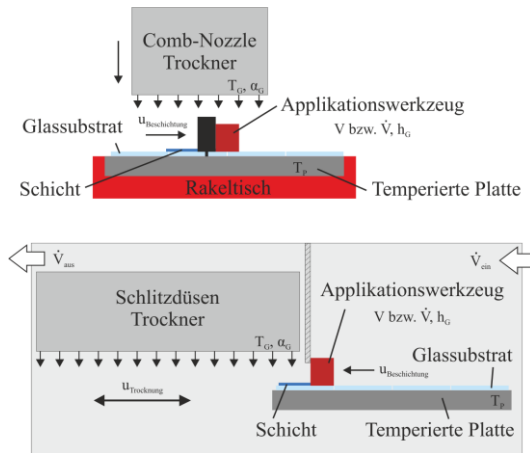 Comb-Nozzle
Trockner
T_G, α_G
Applikationswerkzeug
V bzw. V̇, h_G
u_Beschichtung
Glassubstrat
Schicht
T_P
Temperierte Platte
Rakeltisch
V̇_aus
V̇_ein
Schlitzdüsen
Trockner
T_G, α_G
Applikationswerkzeug
V bzw. V̇, h_G
u_Trocknung
u_Beschichtung
Glassubstrat
T_P
Schicht
Temperierte Platte